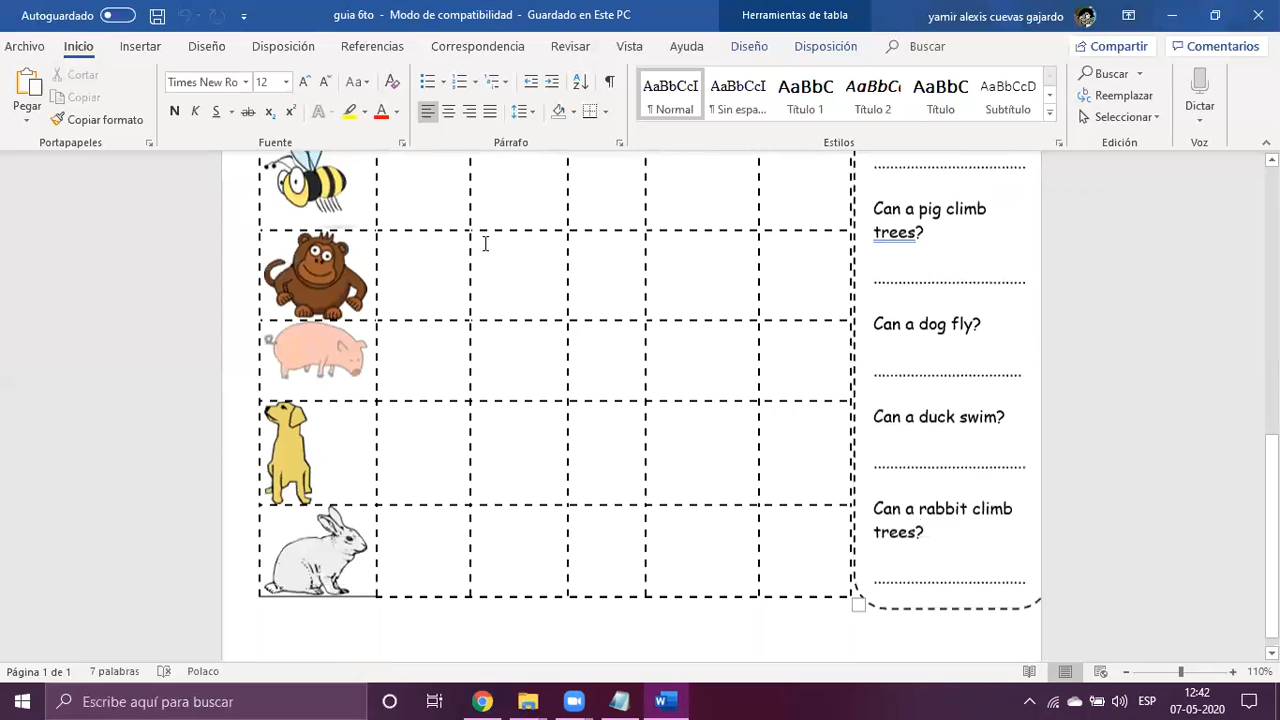 Autoguardado
guia 6to - Modo de compatibilidad - Guardado en Este PC
Herramientas de tabla
yamir alexis cuevas gajardo
Archivo Inicio Insertar Diseño Disposición Referencias Correspondencia Revisar Vista Ayuda Diseño Disposición Buscar Compartir Comentarios
Pegar
Cortar
Copiar
Copiar formato
Portapapeles
Times New Ro 12
N K S ab x₂ x²
Fuente
Párrafo
AaBbCcI
¶ Normal
AaBbCcI
¶ Sin espa...
AaBbC
Título 1
AaBbCc
Título 2
AaBbC
Título
AaBbCcD
Subtítulo
Estilos
Buscar
Reemplazar
Seleccionar
Edición
Dictar
Voz
Can a pig climb
trees?
Can a dog fly?
Can a duck swim?
Can a rabbit climb
trees?
Página 1 de 1 7 palabras Polaco 110%
Escribe aquí para buscar
ESP
12:42
07-05-2020